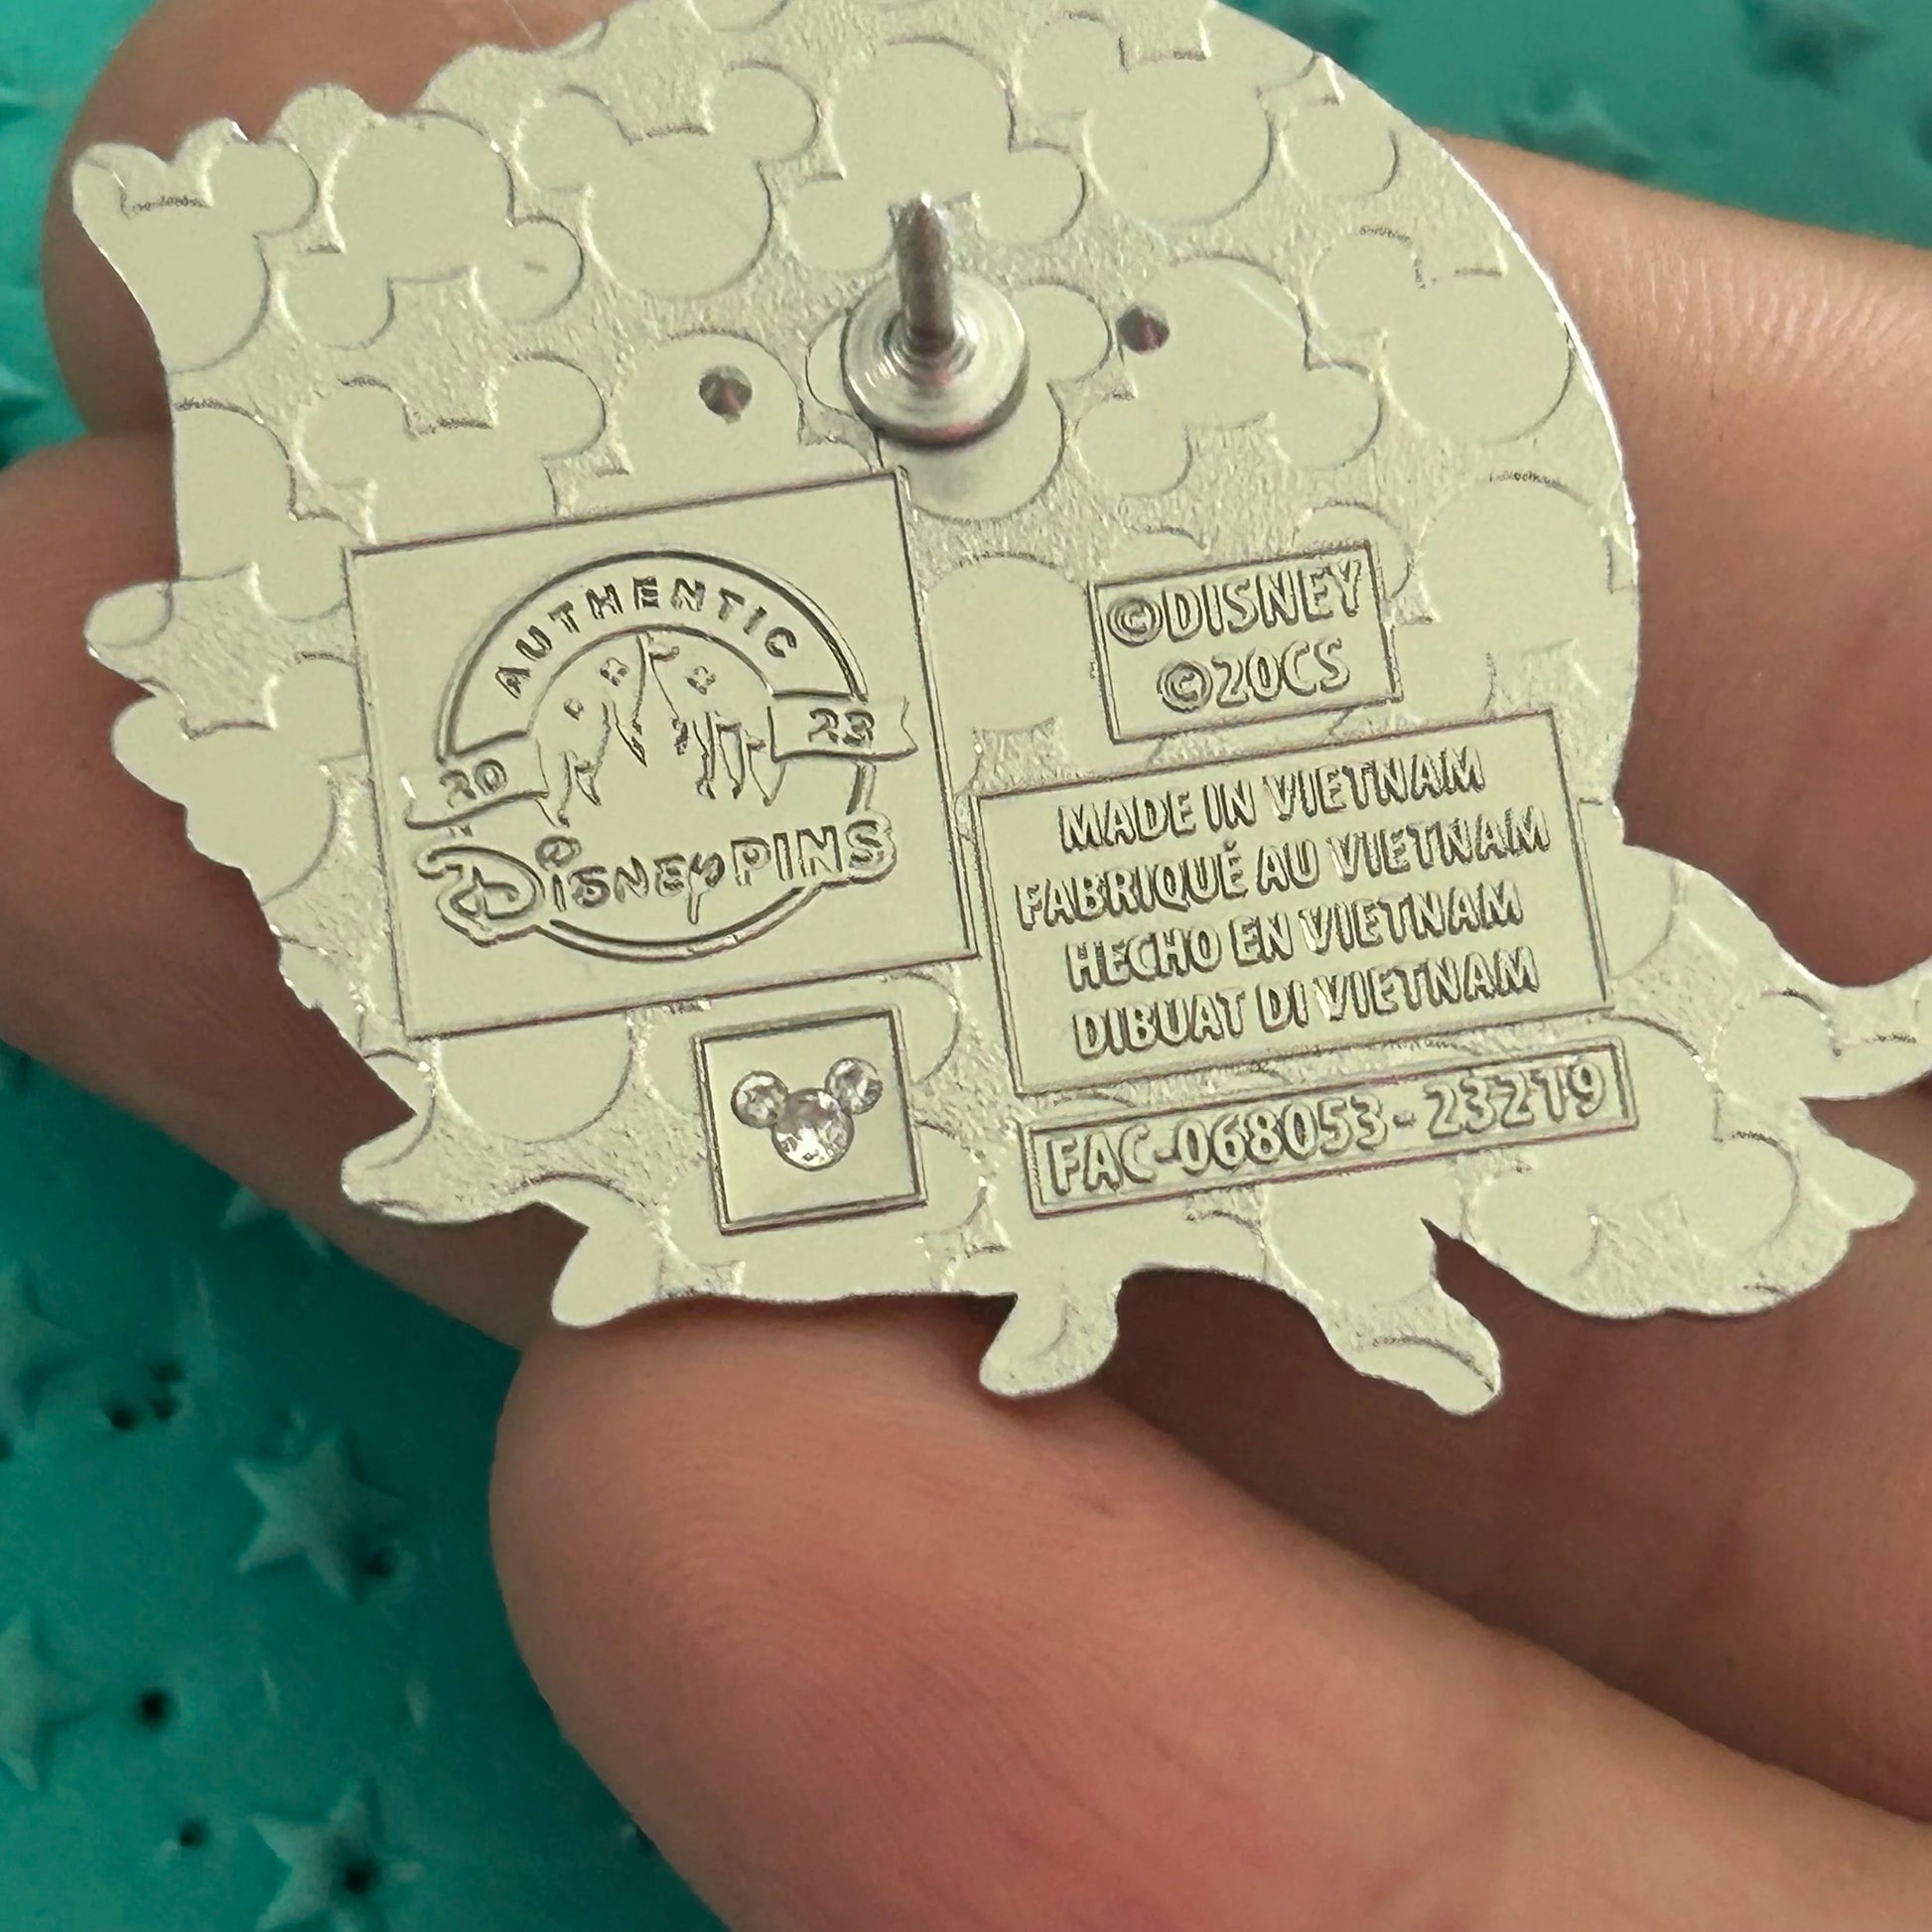 AUTHENTIC
20 23
Disney PINS
©DISNEY
©20CS
MADE IN VIETNAM
FABRIQUÉ AU VIETNAM
HECHO EN VIETNAM
DIBUAT DI VIETNAM
FAC-068053-23219